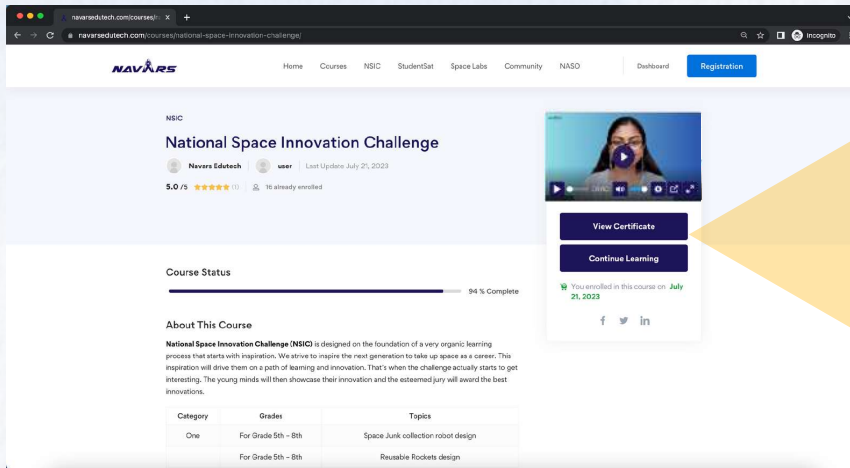 navarsedutech.com/courses/n
navarsedutech.com/courses/national-space-innovation-challenge/
Incognito
NAVARS
Home Courses NSIC StudentSat Space Labs Community NASO Dashboard Registration
NSIC
National Space Innovation Challenge
Navars Edutech user Last Update July 21, 2023
5.0 /5 (1) 16 already enrolled
View Certificate
Continue Learning
You enrolled in this course on July
21, 2023
Course Status
94 % Complete
About This Course
National Space Innovation Challenge (NSIC) is designed on the foundation of a very organic learning
process that starts with inspiration. We strive to inspire the next generation to take up space as a career. This
inspiration will drive them on a path of learning and innovation. That's when the challenge actually starts to get
interesting. The young minds will then showcase their innovation and the esteemed jury will award the best
innovations.
Category Grades Topics
One For Grade 5th – 8th Space Junk collection robot design
For Grade 5th – 8th Reusable Rockets design